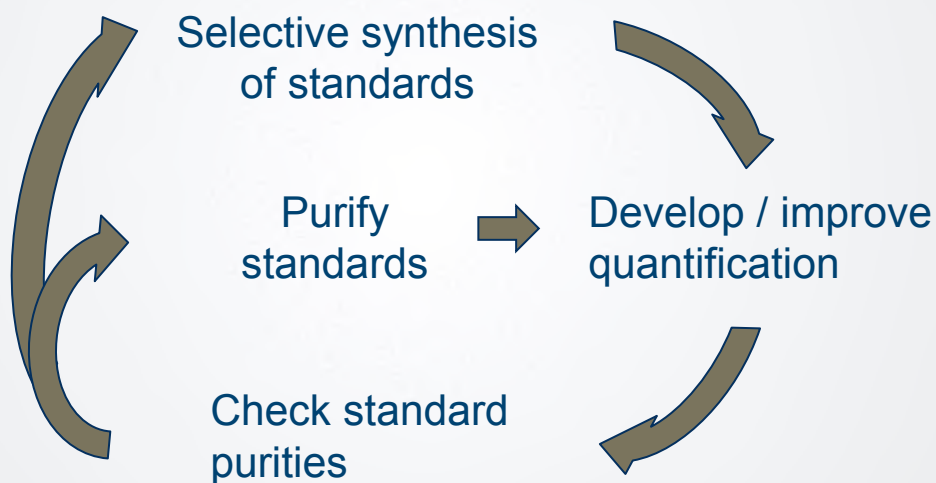 Selective synthesis
of standards
Purify
standards
Develop / improve
quantification
Check standard
purities